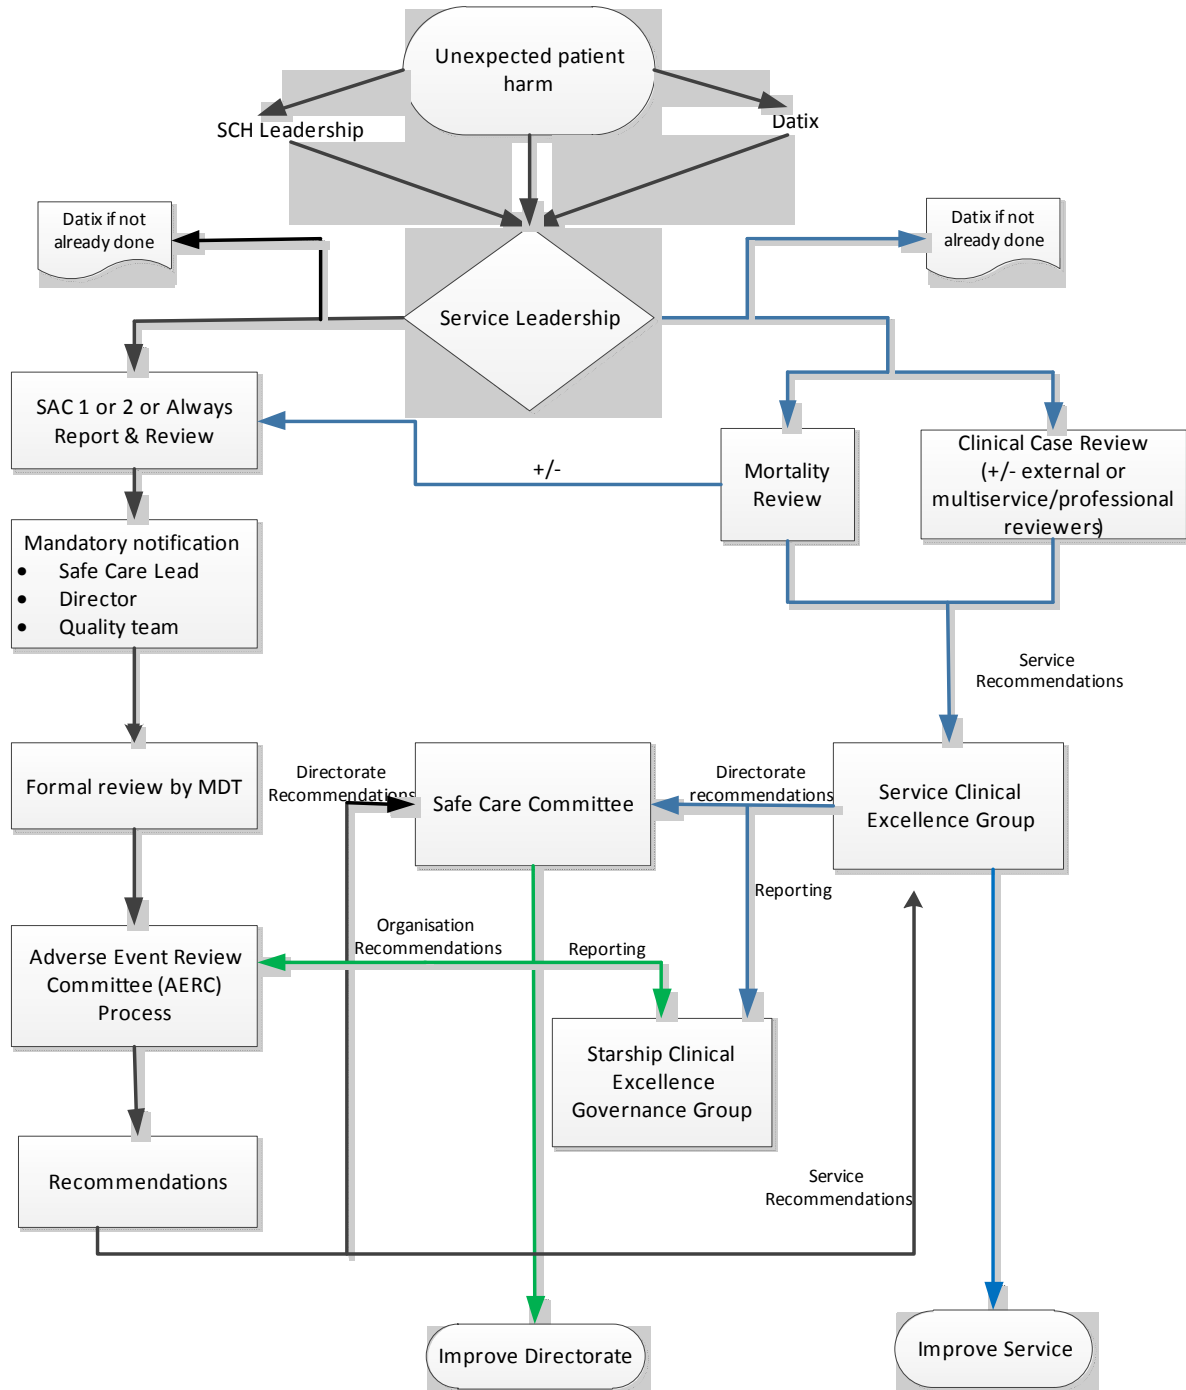 Unexpected patient
harm
SCH Leadership
Datix
Datix if not
already done
Datix if not
already done
Service Leadership
SAC 1 or 2 or Always
Report & Review
Mortality
Review
Clinical Case Review
(+/- external or
multiservice/professional
reviewers)
+/-
Mandatory notification
• Safe Care Lead
• Director
• Quality team
Service
Recommendations
Formal review by MDT
Directorate
Recommendations
Safe Care Committee
Directorate
recommendations
Service Clinical
Excellence Group
Reporting
Organisation
Recommendations
Reporting
Adverse Event Review
Committee (AERC)
Process
Starship Clinical
Excellence
Governance Group
Recommendations
Service
Recommendations
Improve Directorate
Improve Service